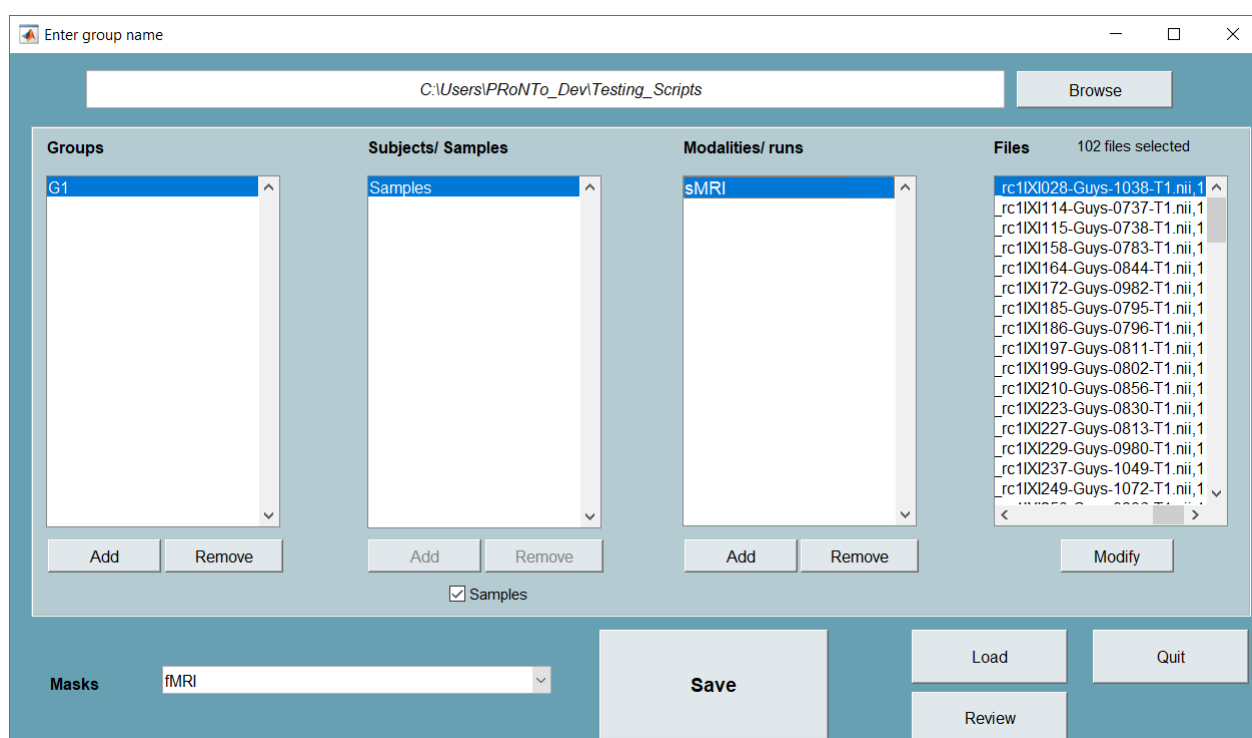 Enter group name
C:\Users\PRoNTo_Dev\Testing_Scripts
Browse
Groups
Subjects/ Samples
Modalities/ runs
Files
102 files selected
G1
Samples
sMRI
_rc1IXI028-Guys-1038-T1.nii,1
_rc1IXI114-Guys-0737-T1.nii,1
_rc1IXI115-Guys-0738-T1.nii,1
_rc1IXI158-Guys-0783-T1.nii,1
_rc1IXI164-Guys-0844-T1.nii,1
_rc1IXI172-Guys-0982-T1.nii,1
_rc1IXI185-Guys-0795-T1.nii,1
_rc1IXI186-Guys-0796-T1.nii,1
_rc1IXI197-Guys-0811-T1.nii,1
_rc1IXI199-Guys-0802-T1.nii,1
_rc1IXI210-Guys-0856-T1.nii,1
_rc1IXI223-Guys-0830-T1.nii,1
_rc1IXI227-Guys-0813-T1.nii,1
_rc1IXI229-Guys-0980-T1.nii,1
_rc1IXI237-Guys-1049-T1.nii,1
_rc1IXI249-Guys-1072-T1.nii,1
Add
Remove
Add
Remove
Add
Remove
Modify
Samples
Masks
fMRI
Save
Load
Quit
Review